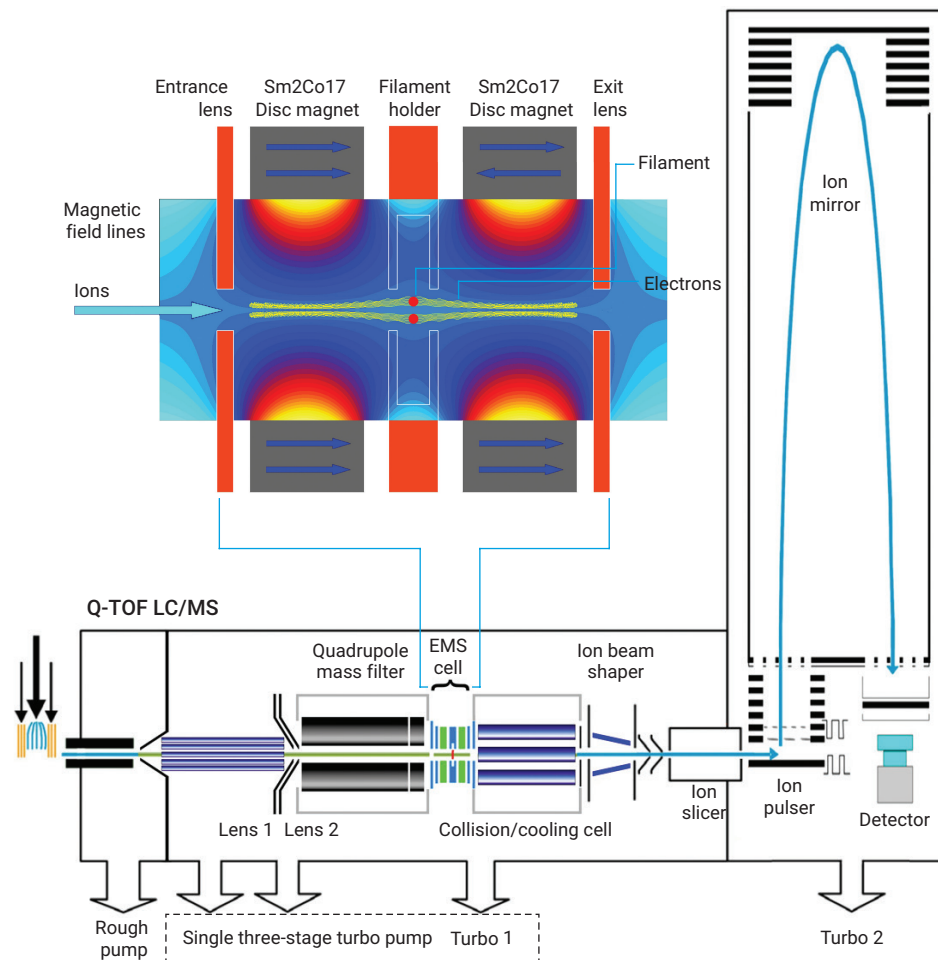 Entrance
lens
Sm2Co17
Disc magnet
Filament
holder
Sm2Co17
Disc magnet
Exit
lens
Filament
Magnetic
field lines
Ion
mirror
Ions
Electrons
Q-TOF LC/MS
Quadrupole
mass filter
EMS
cell
Ion beam
shaper
Lens 1
Lens 2
Collision/cooling cell
Ion
slicer
Ion
pulser
Detector
Rough
pump
Single three-stage turbo pump
Turbo 1
Turbo 2